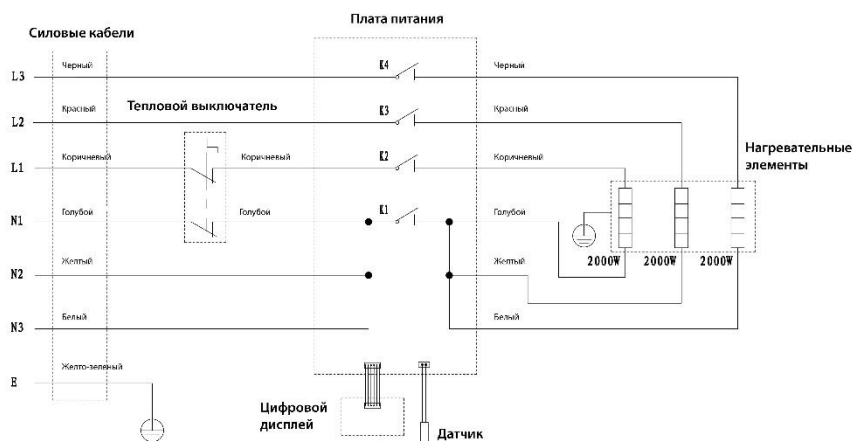 Плата питания
Силовые кабели
L3 Черный K4 Черный
Тепловой выключатель
L2 Красный K3 Красный
Нагревательные
элементы
L1 Коричневый Коричневый K2 Коричневый
N1 Голубой Голубой K1 Голубой
2000W 2000W 2000W
N2 Желтый Желтый
N3 Белый Белый
E Желто-зеленый
Цифровой
дисплей
Датчик